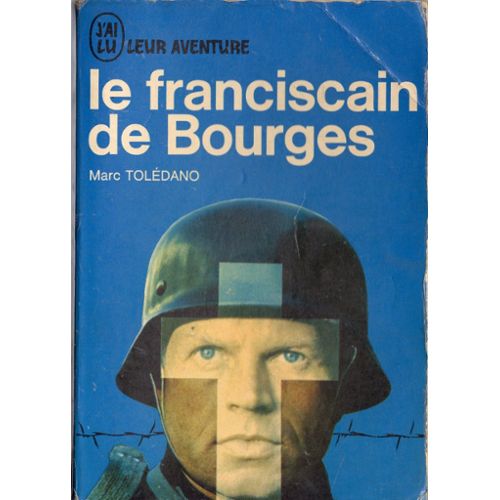 J'AI
LU
LEUR AVENTURE
le franciscain
de Bourges
Marc TOLÉDANO